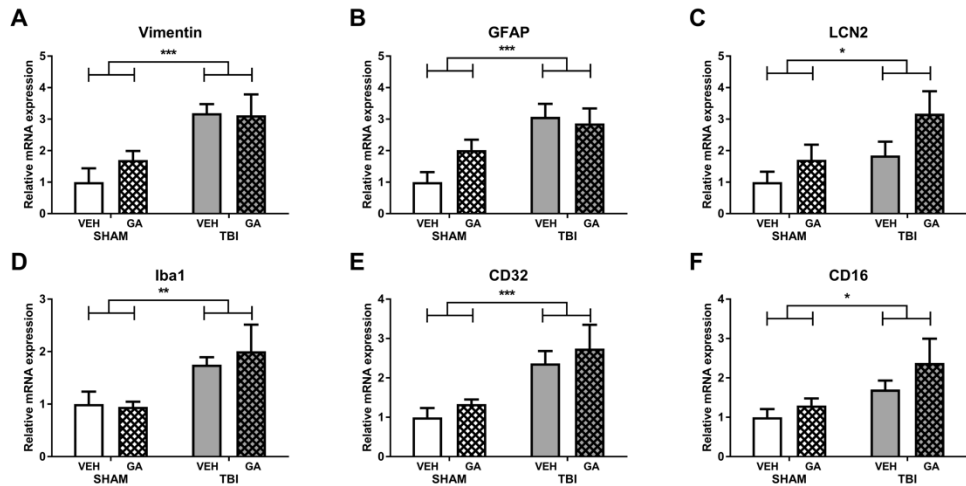 A
Vimentin
Relative mRNA expression
5
4
3
2
1
0
***
VEH GA VEH GA
SHAM TBI
B
GFAP
Relative mRNA expression
5
4
3
2
1
0
***
VEH GA VEH GA
SHAM TBI
C
LCN2
Relative mRNA expression
5
4
3
2
1
0
*
VEH GA VEH GA
SHAM TBI
D
Iba1
Relative mRNA expression
3
2
1
0
**
VEH GA VEH GA
SHAM TBI
E
CD32
Relative mRNA expression
4
3
2
1
0
***
VEH GA VEH GA
SHAM TBI
F
CD16
Relative mRNA expression
4
3
2
1
0
*
VEH GA VEH GA
SHAM TBI